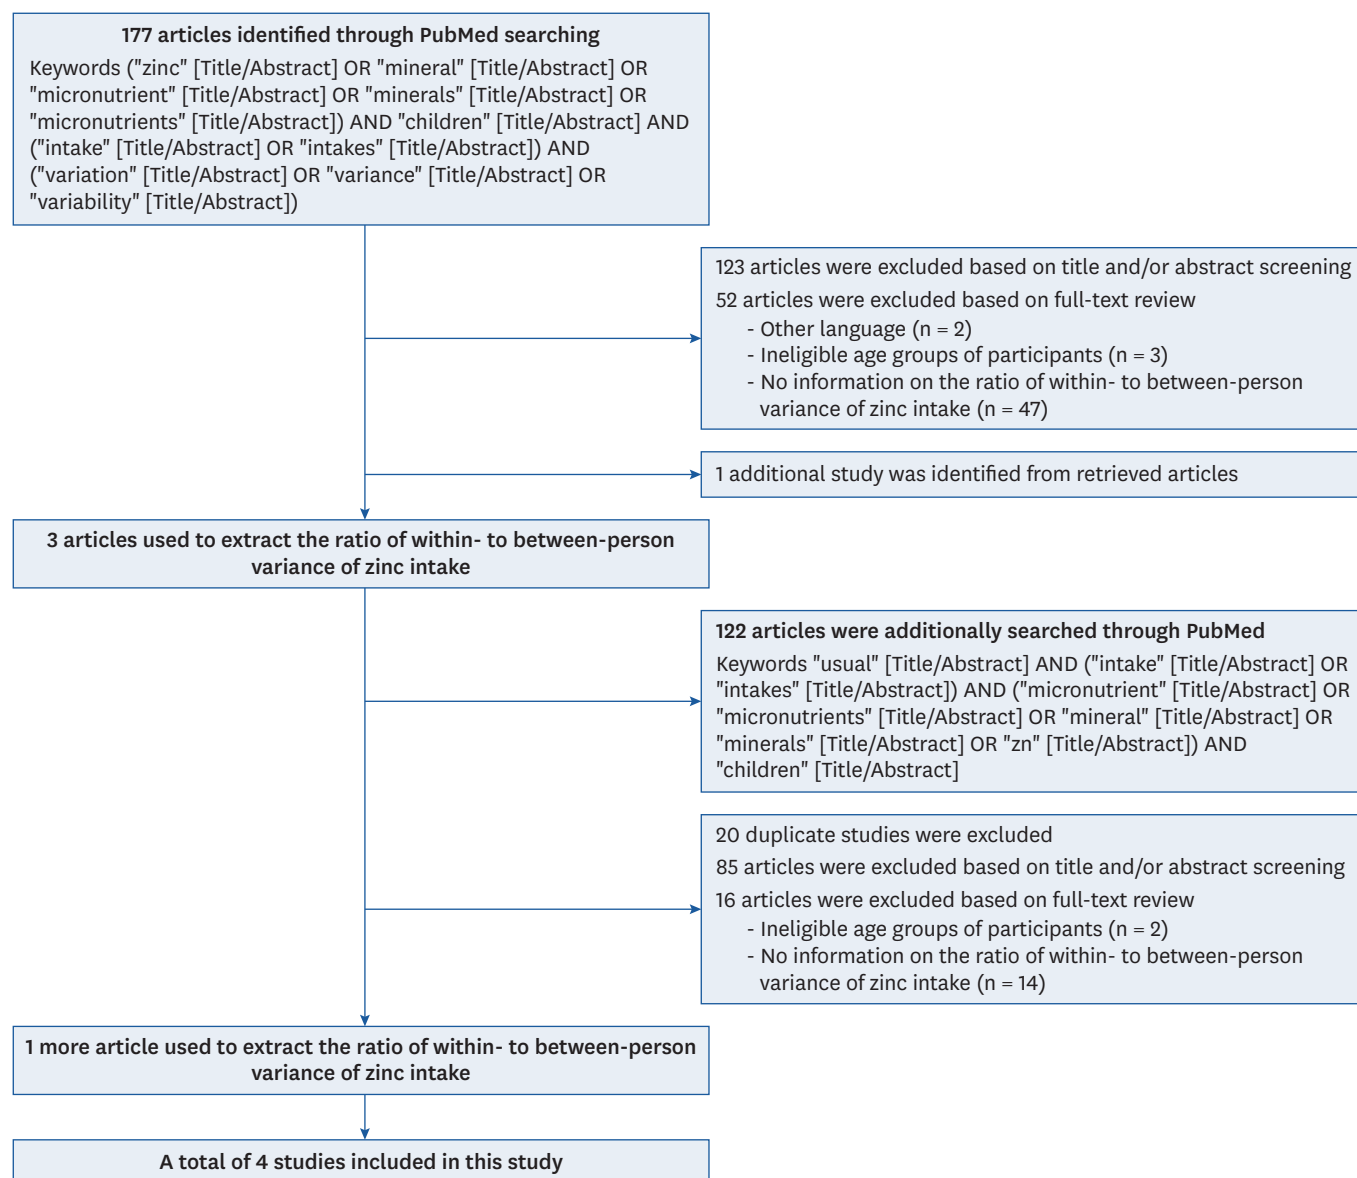 177 articles identified through PubMed searching
Keywords ("zinc" [Title/Abstract] OR "mineral" [Title/Abstract] OR
"micronutrient" [Title/Abstract] OR "minerals" [Title/Abstract] OR
"micronutrients" [Title/Abstract]) AND "children" [Title/Abstract] AND
("intake" [Title/Abstract] OR "intakes" [Title/Abstract]) AND
("variation" [Title/Abstract] OR "variance" [Title/Abstract] OR
"variability" [Title/Abstract])
123 articles were excluded based on title and/or abstract screening
52 articles were excluded based on full-text review
- Other language (n = 2)
- Ineligible age groups of participants (n = 3)
- No information on the ratio of within- to between-person
variance of zinc intake (n = 47)
1 additional study was identified from retrieved articles
3 articles used to extract the ratio of within- to between-person
variance of zinc intake
122 articles were additionally searched through PubMed
Keywords "usual" [Title/Abstract] AND ("intake" [Title/Abstract] OR
"intakes" [Title/Abstract]) AND ("micronutrient" [Title/Abstract] OR
"micronutrients" [Title/Abstract] OR "mineral" [Title/Abstract] OR
"minerals" [Title/Abstract] OR "zn" [Title/Abstract]) AND
"children" [Title/Abstract]
20 duplicate studies were excluded
85 articles were excluded based on title and/or abstract screening
16 articles were excluded based on full-text review
- Ineligible age groups of participants (n = 2)
- No information on the ratio of within- to between-person
variance of zinc intake (n = 14)
1 more article used to extract the ratio of within- to between-person
variance of zinc intake
A total of 4 studies included in this study